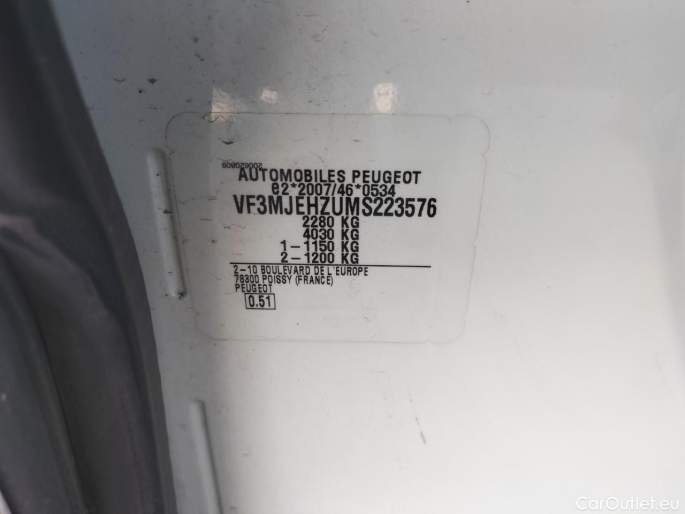 200620809
AUTOMOBILES PEUGEOT
e2*2007/46*0534
VF3MJEHZUMS223576
2280 KG
4030 KG
1-1150 KG
2-1200 KG
2-10 BOULEVARD DE L'EUROPE
78300 POISSY (FRANCE)
PEUGEOT
0.51
CarOutlet.eu